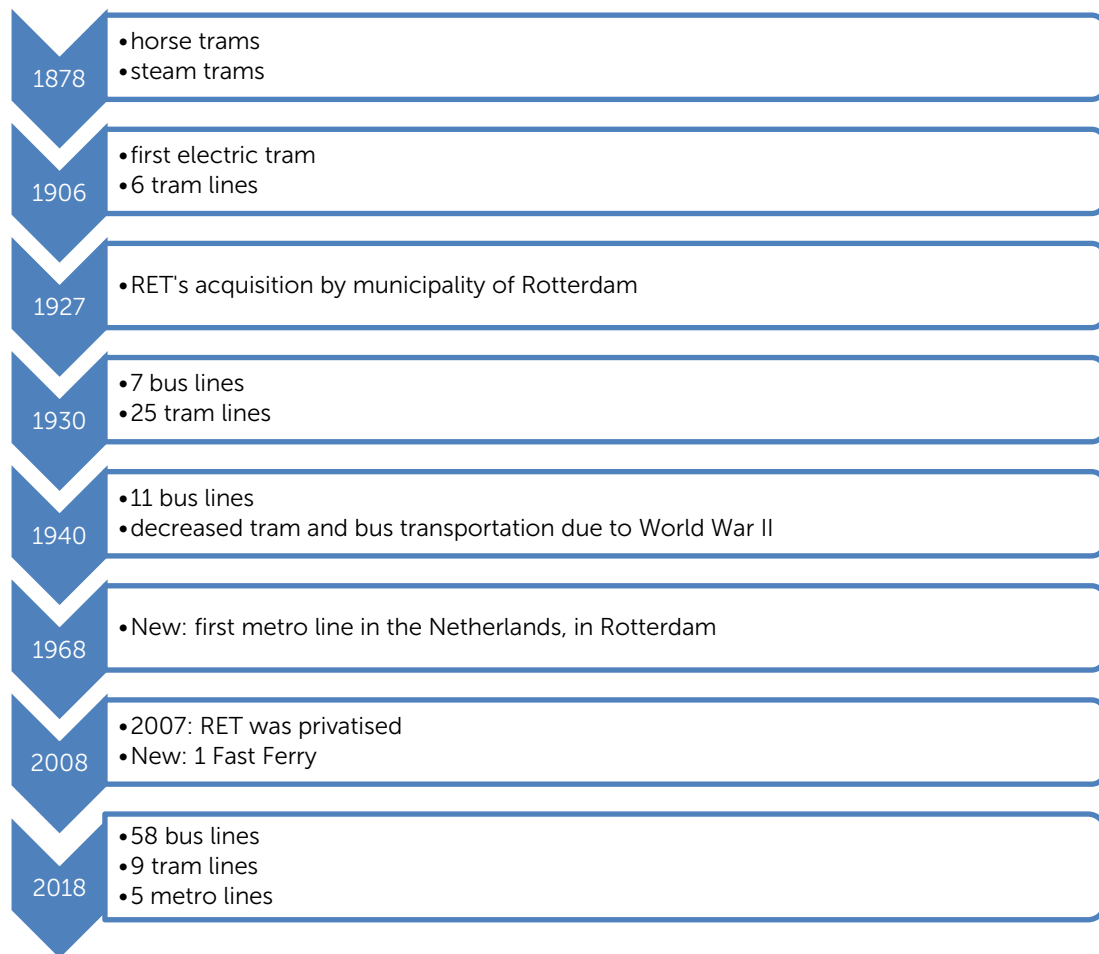 1878
•horse trams
•steam trams
1906
•first electric tram
•6 tram lines
1927
•RET's acquisition by municipality of Rotterdam
1930
•7 bus lines
•25 tram lines
1940
•11 bus lines
•decreased tram and bus transportation due to World War II
1968
•New: first metro line in the Netherlands, in Rotterdam
2008
•2007: RET was privatised
•New: 1 Fast Ferry
2018
•58 bus lines
•9 tram lines
•5 metro lines